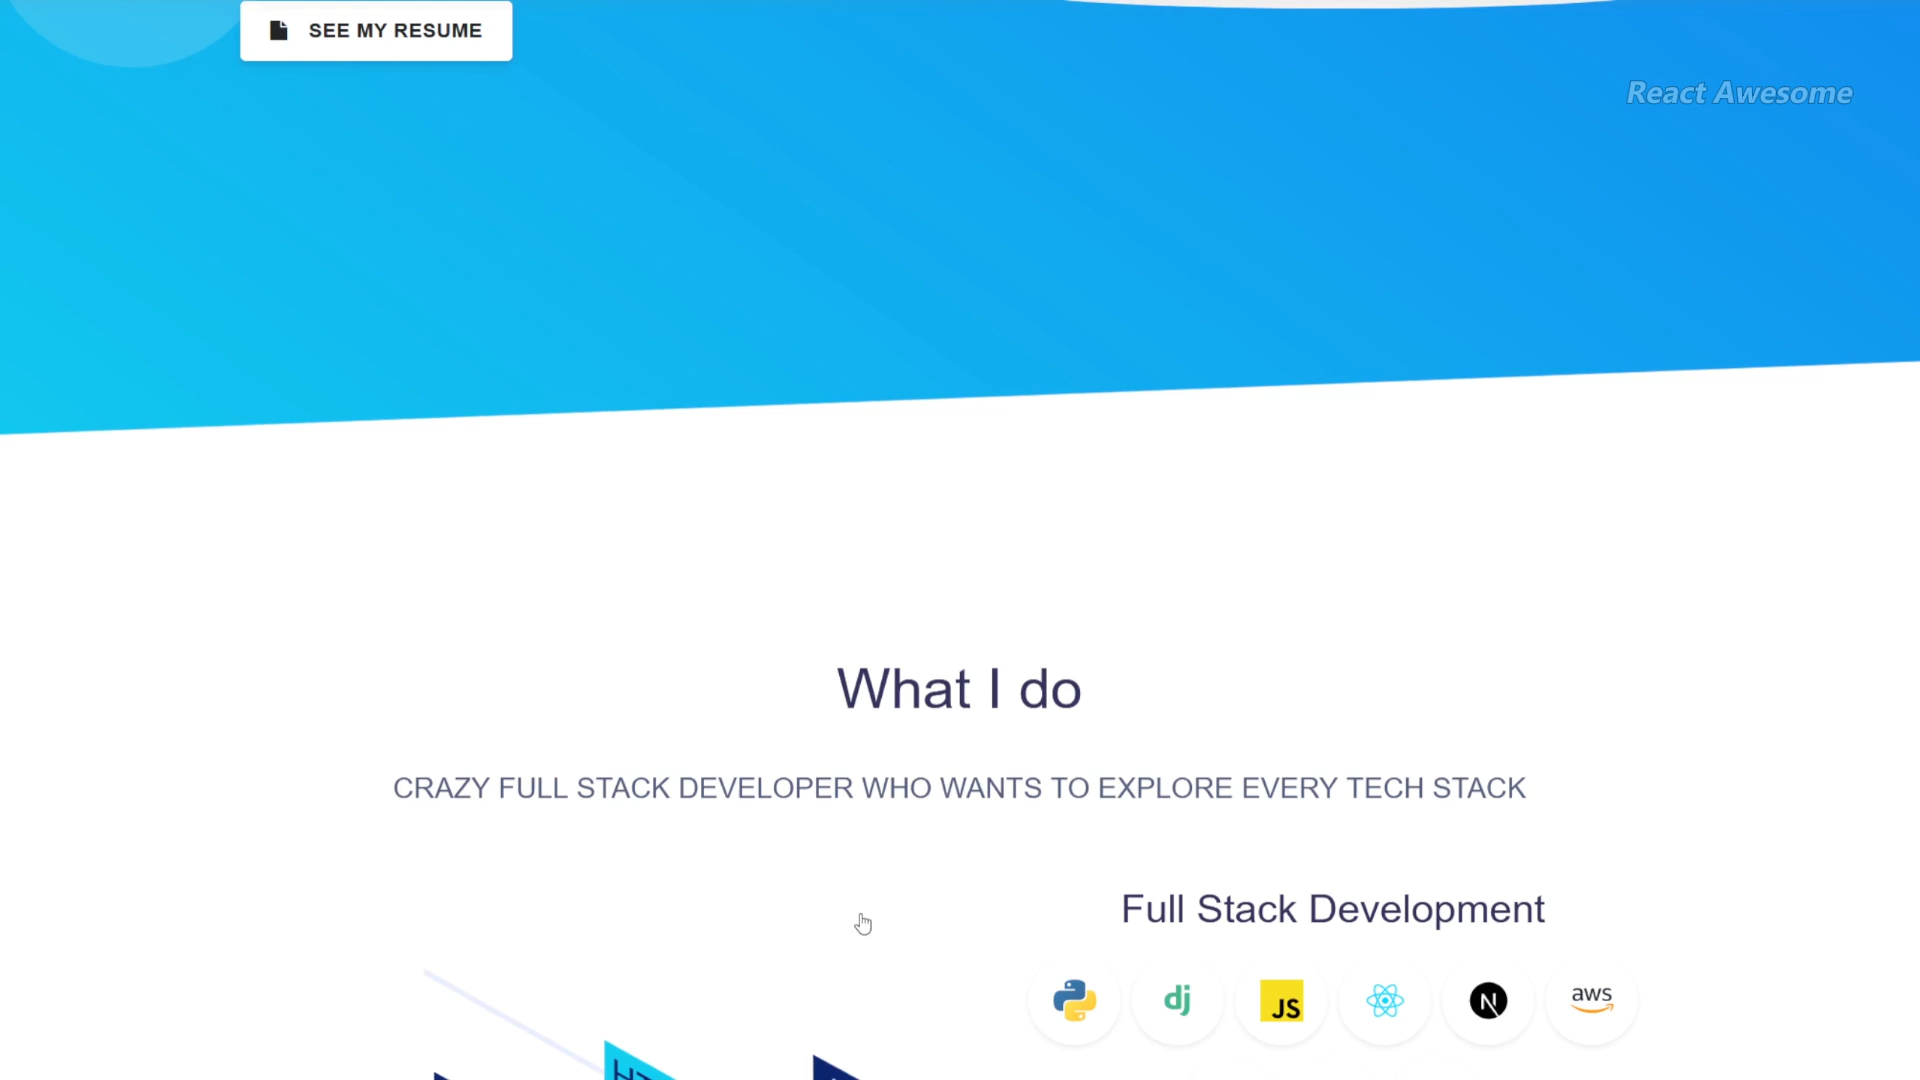 SEE MY RESUME
React Awesome
What I do
CRAZY FULL STACK DEVELOPER WHO WANTS TO EXPLORE EVERY TECH STACK
Full Stack Development
dj
JS
N
aws